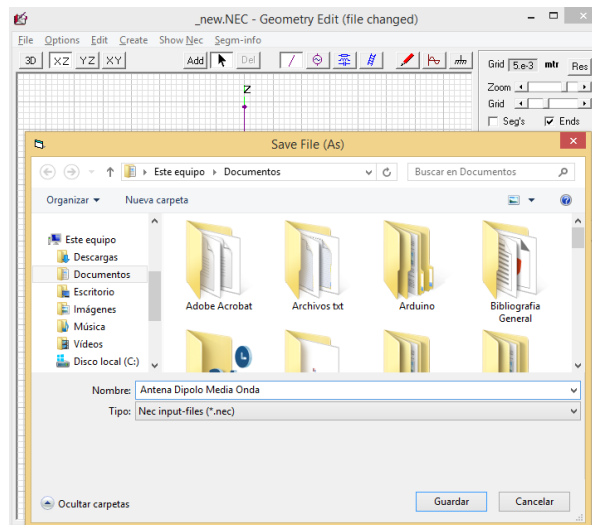 _new.NEC - Geometry Edit (file changed)
File Options Edit Create Show Nec Segm-info
3D XZ YZ XY Add Del
Grid 5.e-3 mtr Res
Zoom
Grid
Seg's Ends
Z
Save File (As)
Este equipo Documentos
Buscar en Documentos
Organizar Nueva carpeta
Este equipo
Descargas
Documentos
Escritorio
Imágenes
Música
Vídeos
Disco local (C:)
Adobe Acrobat
Archivos txt
Arduino
Bibliografia
General
Nombre: Antena Dipolo Media Onda
Tipo: Nec input-files (*.nec)
Ocultar carpetas
Guardar Cancelar